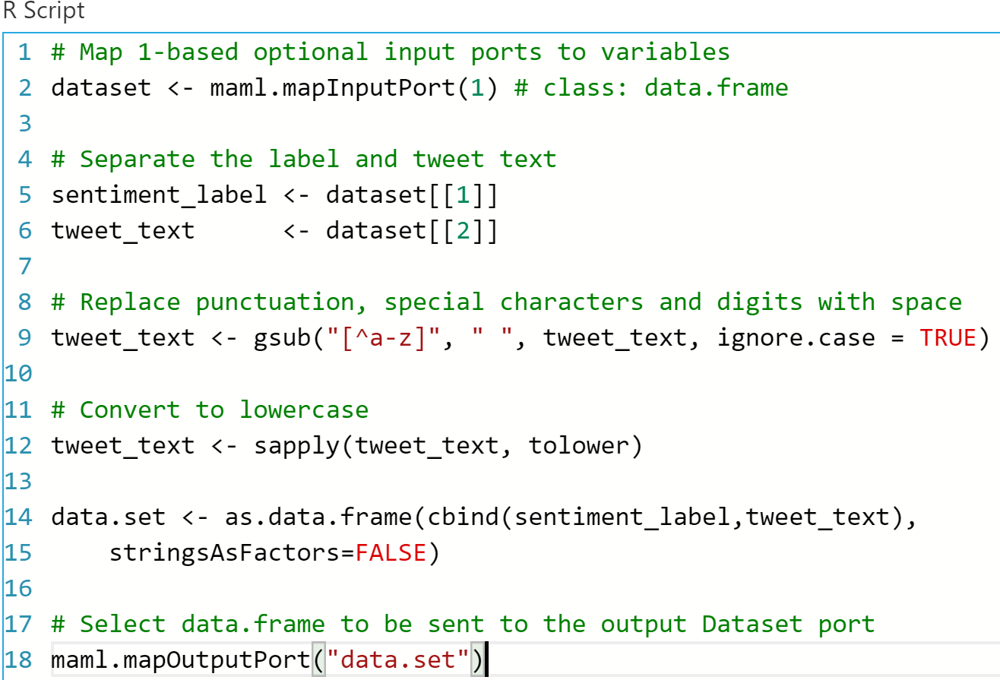 R Script
1 # Map 1-based optional input ports to variables
2 dataset <- maml.mapInputPort(1) # class: data.frame
3
4 # Separate the label and tweet text
5 sentiment_label <- dataset[[1]]
6 tweet_text      <- dataset[[2]]
7
8 # Replace punctuation, special characters and digits with space
9 tweet_text <- gsub("[^a-z]", " ", tweet_text, ignore.case = TRUE)
10
11 # Convert to lowercase
12 tweet_text <- sapply(tweet_text, tolower)
13
14 data.set <- as.data.frame(cbind(sentiment_label,tweet_text),
15     stringsAsFactors=FALSE)
16
17 # Select data.frame to be sent to the output Dataset port
18 maml.mapOutputPort("data.set")